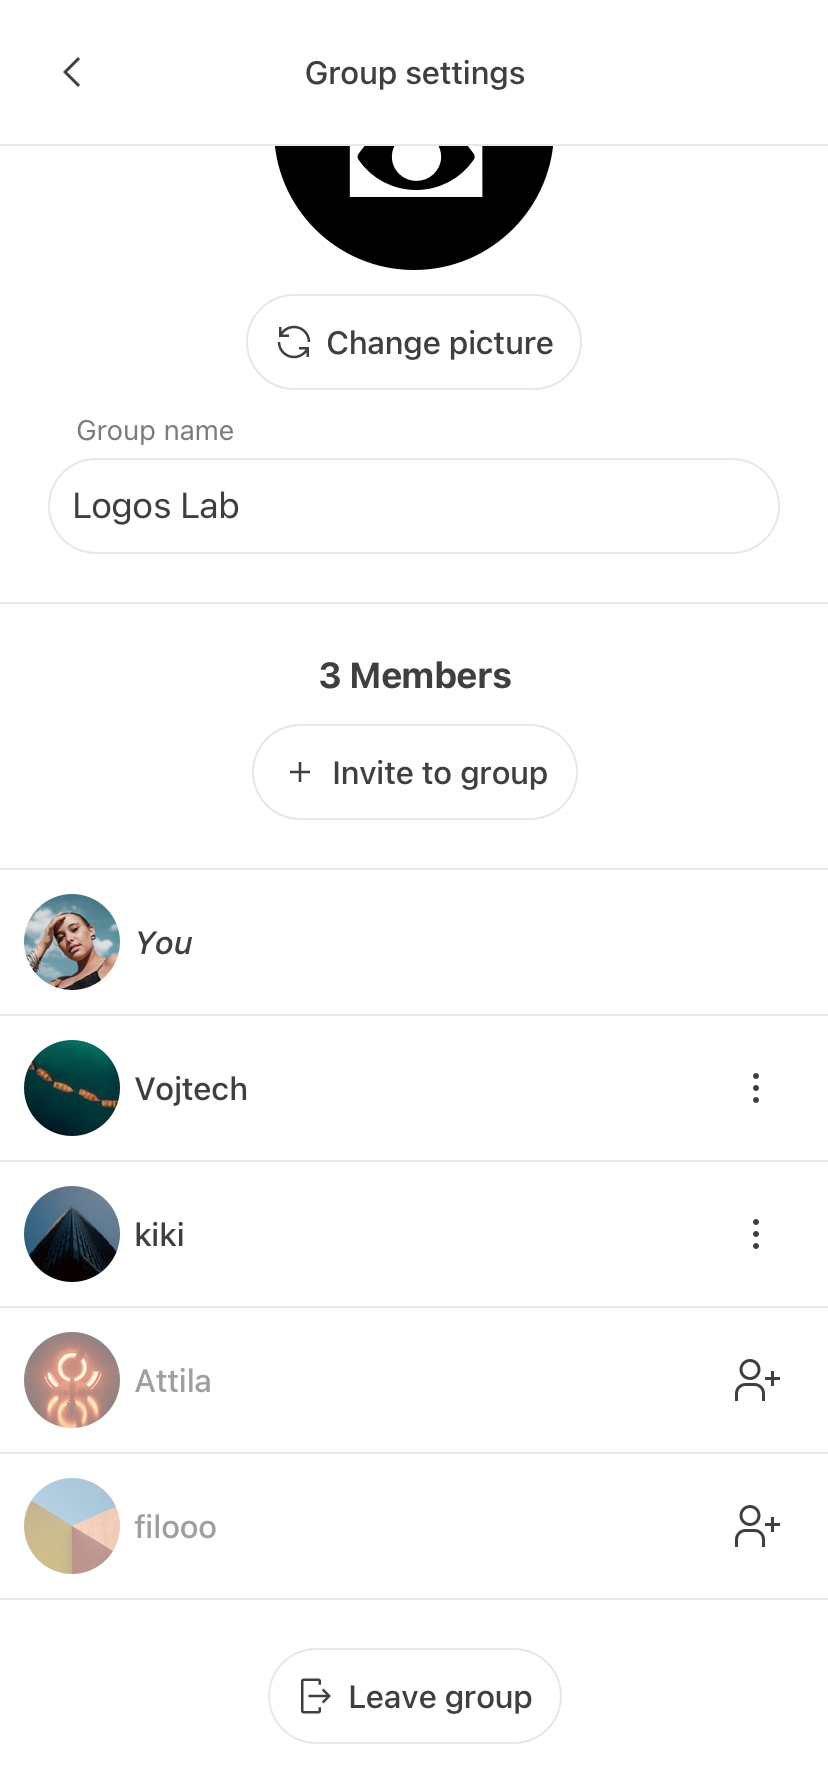 Group settings
Change picture
Group name
Logos Lab
3 Members
Invite to group
You
Vojtech
kiki
Attila
filooo
Leave group